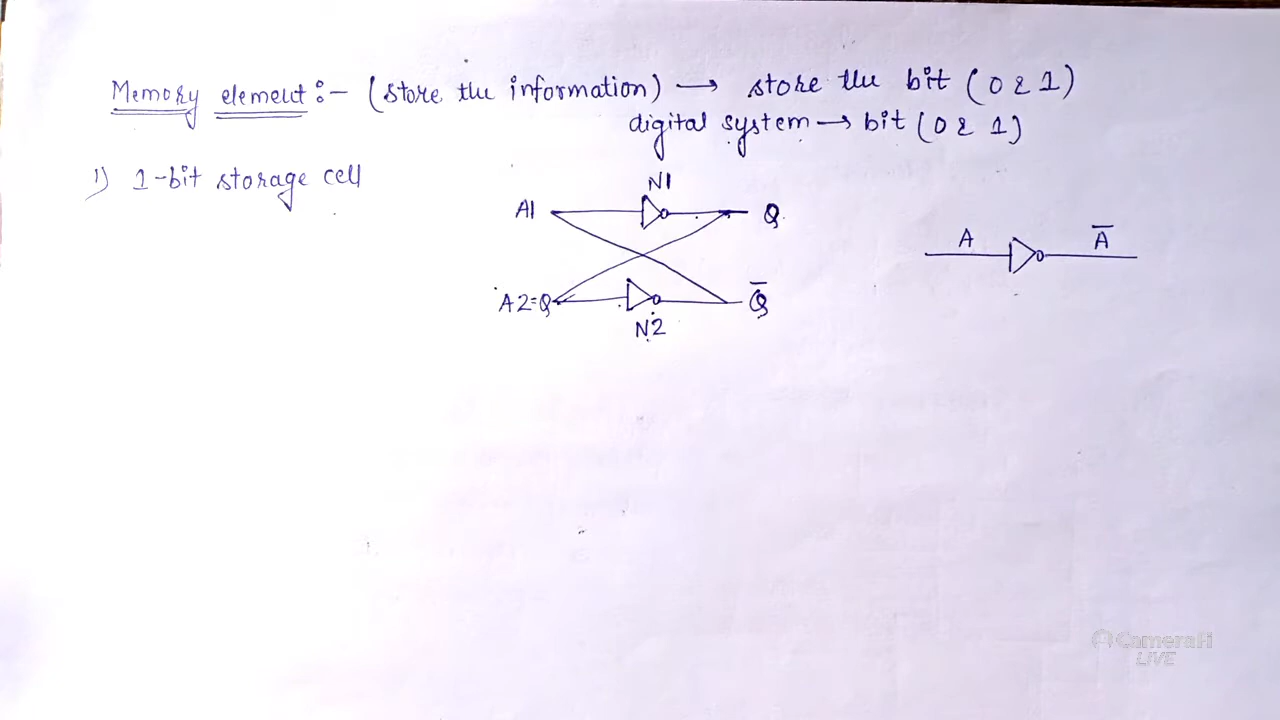 Memory element :- (store the information) → store the bit (0 & 1)
digital system → bit (0 & 1)
1) 1-bit storage cell
N1
A1
Q
A
A̅
A2=Q
Q̅
N2
CameraFi
LIVE